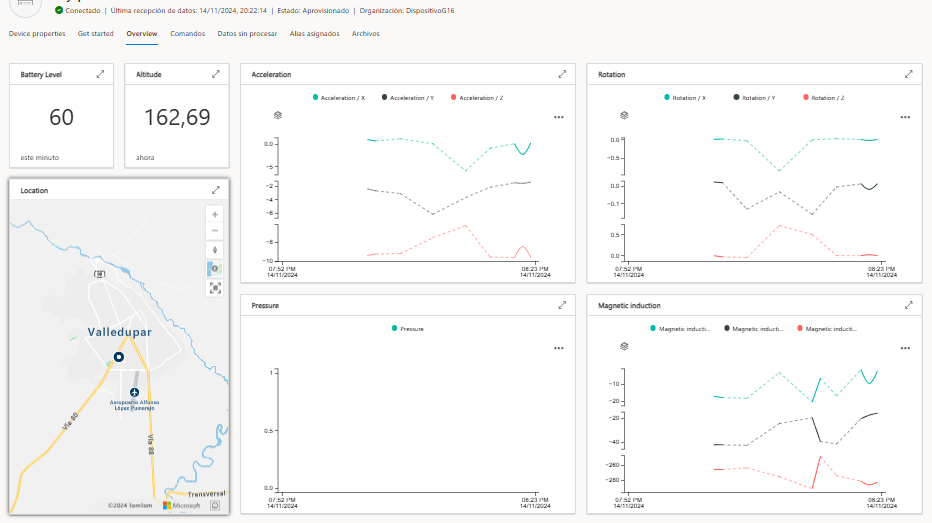 Conectado | Última recepción de datos: 14/11/2024, 20:22:14 | Estado: Aprovisionado | Organización: DispositivoG16
Device properties Get started Overview Comandos Datos sin procesar Alias asignados Archivos
Battery Level
60
este minuto
Altitude
162,69
ahora
Location
Valledupar
Aeropuerto Alfonso
López Pumarejo
Vía 80
Vía 88
Transversal
©2024 TomTom Microsoft
Acceleration
Acceleration / X Acceleration / Y Acceleration / Z
0.0
-5
-2
-4
-6
-8
-10
07:52 PM 08:23 PM
14/11/2024 14/11/2024
Rotation
Rotation / X Rotation / Y Rotation / Z
0.0
-0.5
0.0
-0.1
0.5
0.0
07:52 PM 08:23 PM
14/11/2024 14/11/2024
Pressure
Pressure
1
0.5
0.0
07:52 PM 08:23 PM
14/11/2024 14/11/2024
Magnetic induction
Magnetic inducti... Magnetic inducti... Magnetic inducti...
-10
-20
-20
-40
-260
-280
07:52 PM 08:23 PM
14/11/2024 14/11/2024